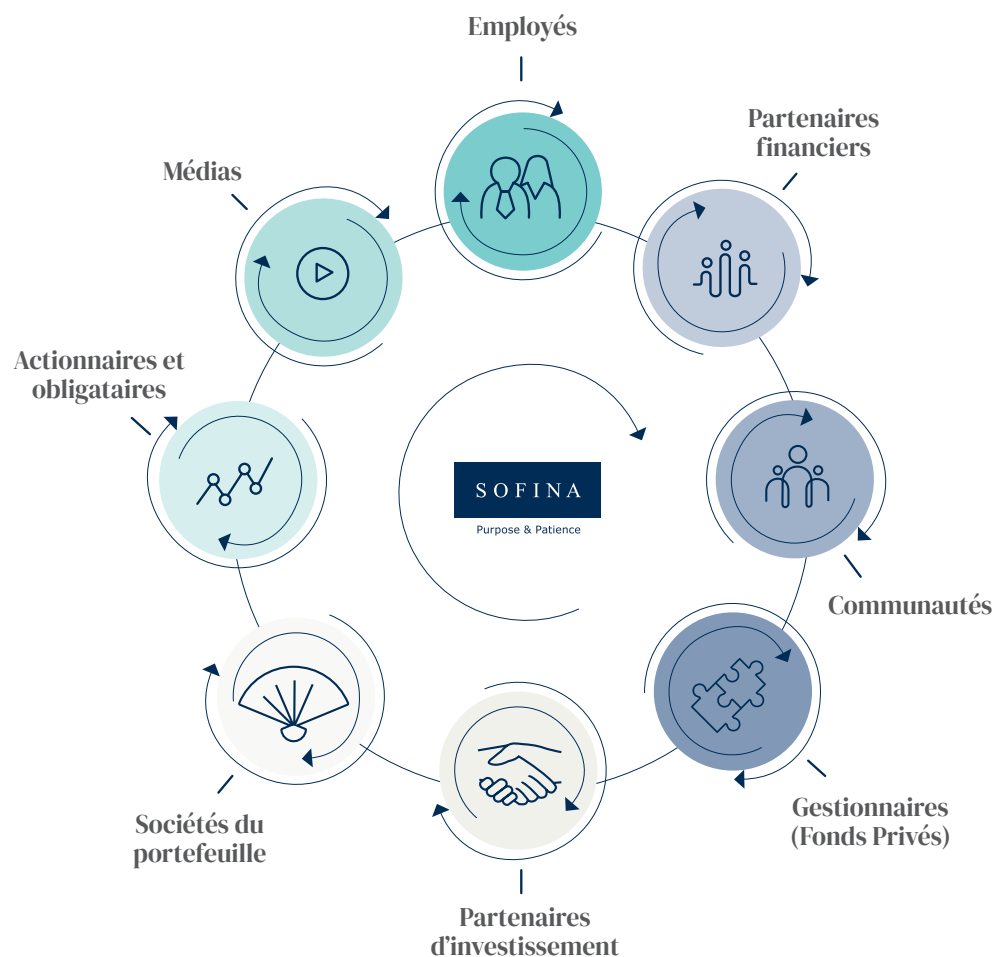 Employés
Partenaires
financiers
Médias
Actionnaires et
obligataires
SOFINA
Purpose & Patience
Communautés
Sociétés du
portefeuille
Gestionnaires
(Fonds Privés)
Partenaires
d’investissement